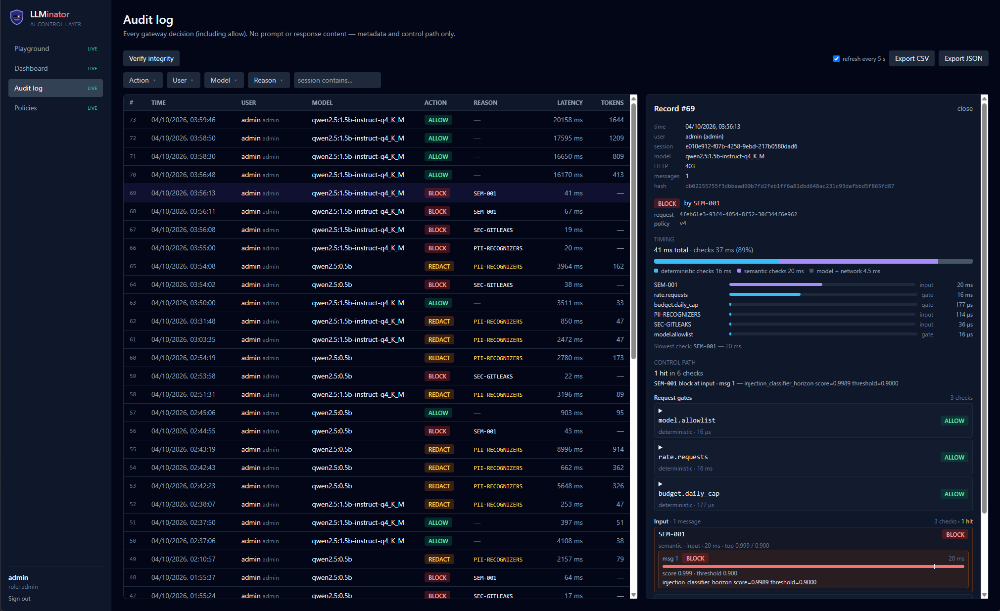 LLMinator
AI CONTROL LAYER
Playground LIVE
Dashboard LIVE
Audit log LIVE
Policies LIVE
admin
role: admin
Sign out
Audit log
Every gateway decision (including allow). No prompt or response content — metadata and control path only.
Verify integrity
refresh every 5 s Export CSV Export JSON
Action User Model Reason session contains...
# TIME USER MODEL ACTION REASON LATENCY TOKENS
73 04/10/2026, 03:59:46 admin admin qwen2.5:1.5b-instruct-q4_K_M ALLOW — 20158 ms 1644
72 04/10/2026, 03:58:50 admin admin qwen2.5:1.5b-instruct-q4_K_M ALLOW — 17595 ms 1209
71 04/10/2026, 03:58:30 admin admin qwen2.5:1.5b-instruct-q4_K_M ALLOW — 16650 ms 809
70 04/10/2026, 03:56:48 admin admin qwen2.5:1.5b-instruct-q4_K_M ALLOW — 16170 ms 413
69 04/10/2026, 03:56:13 admin admin qwen2.5:1.5b-instruct-q4_K_M BLOCK SEM-001 41 ms —
68 04/10/2026, 03:56:11 admin admin qwen2.5:1.5b-instruct-q4_K_M BLOCK SEM-001 67 ms —
67 04/10/2026, 03:56:08 admin admin qwen2.5:1.5b-instruct-q4_K_M BLOCK SEC-GITLEAKS 19 ms —
66 04/10/2026, 03:55:00 admin admin qwen2.5:1.5b-instruct-q4_K_M BLOCK PII-RECOGNIZERS 20 ms —
65 04/10/2026, 03:54:08 admin admin qwen2.5:0.5b REDACT PII-RECOGNIZERS 3964 ms 162
64 04/10/2026, 03:54:02 admin admin qwen2.5:0.5b BLOCK SEC-GITLEAKS 38 ms —
63 04/10/2026, 03:50:00 admin admin qwen2.5:1.5b-instruct-q4_K_M ALLOW — 3511 ms 33
62 04/10/2026, 03:31:48 admin admin qwen2.5:1.5b-instruct-q4_K_M REDACT PII-RECOGNIZERS 850 ms 47
61 04/10/2026, 03:03:35 admin admin qwen2.5:1.5b-instruct-q4_K_M REDACT PII-RECOGNIZERS 2472 ms 47
60 04/10/2026, 02:54:19 admin admin qwen2.5:0.5b REDACT PII-RECOGNIZERS 2780 ms 173
59 04/10/2026, 02:53:58 admin admin qwen2.5:0.5b BLOCK SEC-GITLEAKS 22 ms —
58 04/10/2026, 02:51:31 admin admin qwen2.5:1.5b-instruct-q4_K_M REDACT PII-RECOGNIZERS 3196 ms 89
57 04/10/2026, 02:45:06 admin admin qwen2.5:0.5b ALLOW — 903 ms 95
56 04/10/2026, 02:44:55 admin admin qwen2.5:0.5b BLOCK SEM-001 43 ms —
55 04/10/2026, 02:43:19 admin admin qwen2.5:0.5b REDACT PII-RECOGNIZERS 8996 ms 914
54 04/10/2026, 02:42:43 admin admin qwen2.5:0.5b REDACT PII-RECOGNIZERS 662 ms 362
53 04/10/2026, 02:42:23 admin admin qwen2.5:0.5b REDACT PII-RECOGNIZERS 5648 ms 326
52 04/10/2026, 02:38:07 admin admin qwen2.5:1.5b-instruct-q4_K_M REDACT PII-RECOGNIZERS 253 ms 47
51 04/10/2026, 02:37:50 admin admin qwen2.5:1.5b-instruct-q4_K_M ALLOW — 397 ms 51
50 04/10/2026, 02:37:06 admin admin qwen2.5:1.5b-instruct-q4_K_M ALLOW — 4108 ms 38
49 04/10/2026, 02:10:57 admin admin qwen2.5:0.5b REDACT PII-RECOGNIZERS 2157 ms 79
48 04/10/2026, 01:55:37 admin admin qwen2.5:0.5b BLOCK SEM-001 64 ms —
47 04/10/2026, 01:55:24 admin admin qwen2.5:0.5b BLOCK SEC-GITLEAKS 17 ms —
Record #69 close
time 04/10/2026, 03:56:13
user admin (admin)
session e010e912-f07b-4258-9ebd-217b0580dad6
model qwen2.5:1.5b-instruct-q4_K_M
HTTP 403
messages 1
hash db02255755f3dbbaad90b7fd2feb1ff6a81dbd648ac231c93dafbbd5f865fd87
BLOCK by SEM-001
request 4feb61e3-93f4-4054-8f52-30f344f6e962
policy v4
TIMING
41 ms total · checks 37 ms (89%)
deterministic checks 16 ms semantic checks 20 ms model + network 4.5 ms
SEM-001 input 20 ms
rate.requests gate 16 ms
budget.daily_cap gate 177 µs
PII-RECOGNIZERS input 114 µs
SEC-GITLEAKS input 36 µs
model.allowlist gate 16 µs
Slowest check: SEM-001 — 20 ms.
CONTROL PATH
1 hit in 6 checks
SEM-001 block at input · msg 1 — injection_classifier_horizon score=0.9989 threshold=0.9000
Request gates 3 checks
model.allowlist ALLOW
deterministic · 16 µs
rate.requests ALLOW
deterministic · 16 ms
budget.daily_cap ALLOW
deterministic · 177 µs
Input · 1 message 3 checks · 1 hit
SEM-001 BLOCK
semantic · input · 20 ms · top 0.999 / 0.900
msg 1 BLOCK 20 ms
score 0.999 · threshold 0.900
injection_classifier_horizon score=0.9989 threshold=0.9000